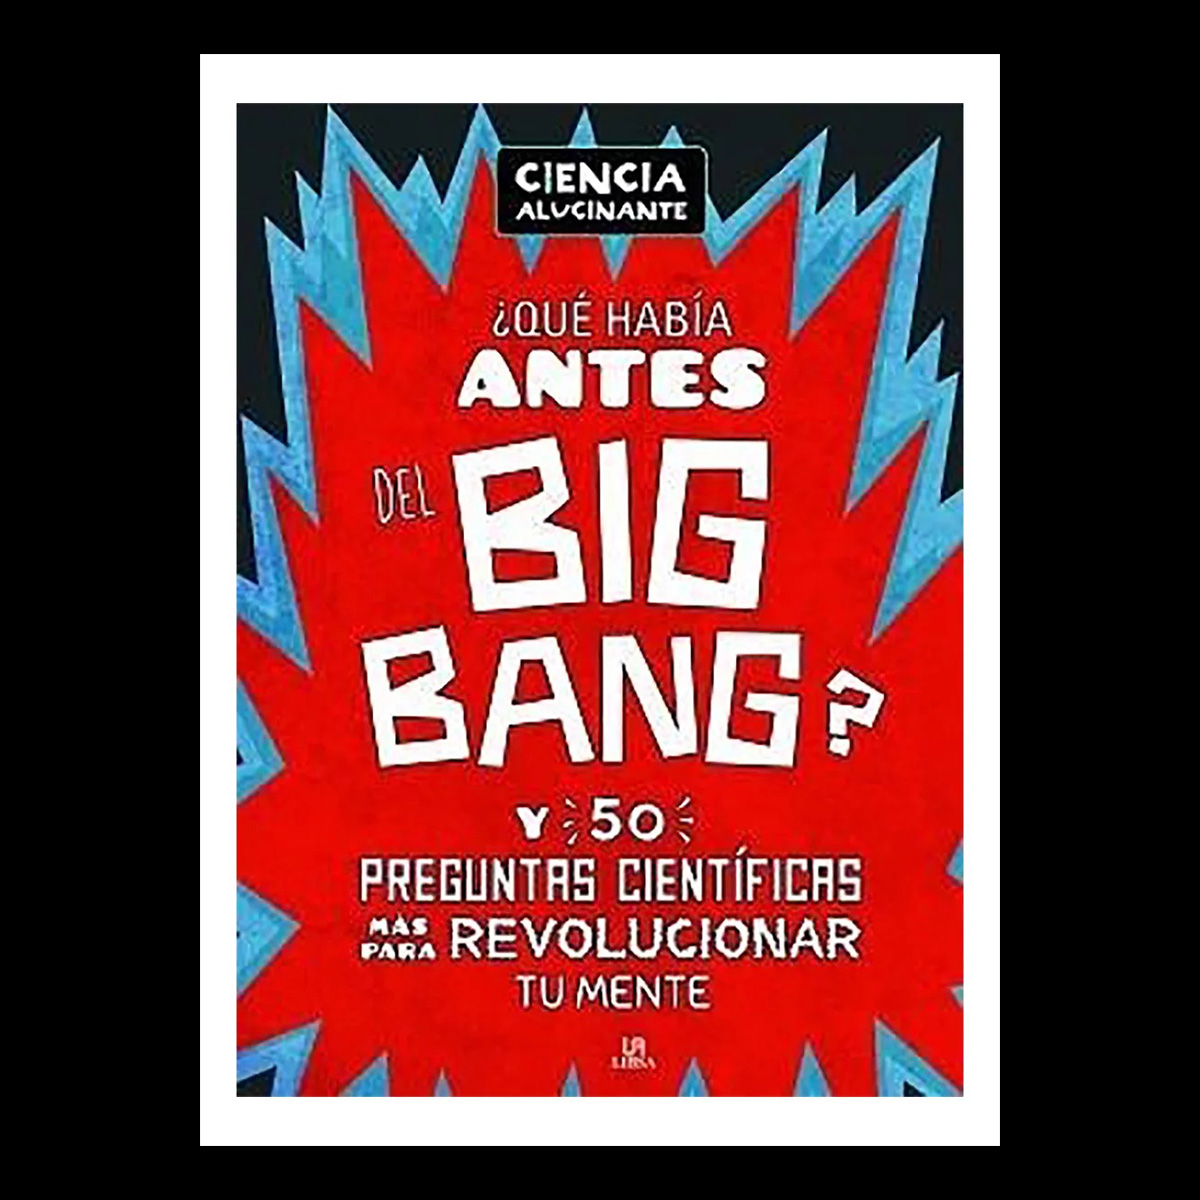 CIENCIA
ALUCINANTE
¿QUÉ HABÍA
ANTES
DEL BIG
BANG?
Y 50
PREGUNTAS CIENTÍFICAS
MÁS PARA REVOLUCIONAR
TU MENTE
LIBSA